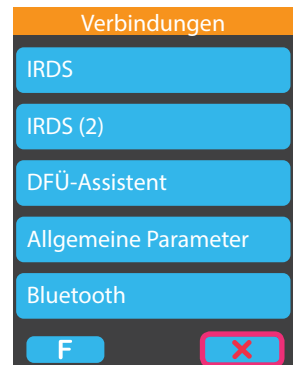 Verbindungen
IRDS
IRDS (2)
DFÜ-Assistent
Allgemeine Parameter
Bluetooth
F